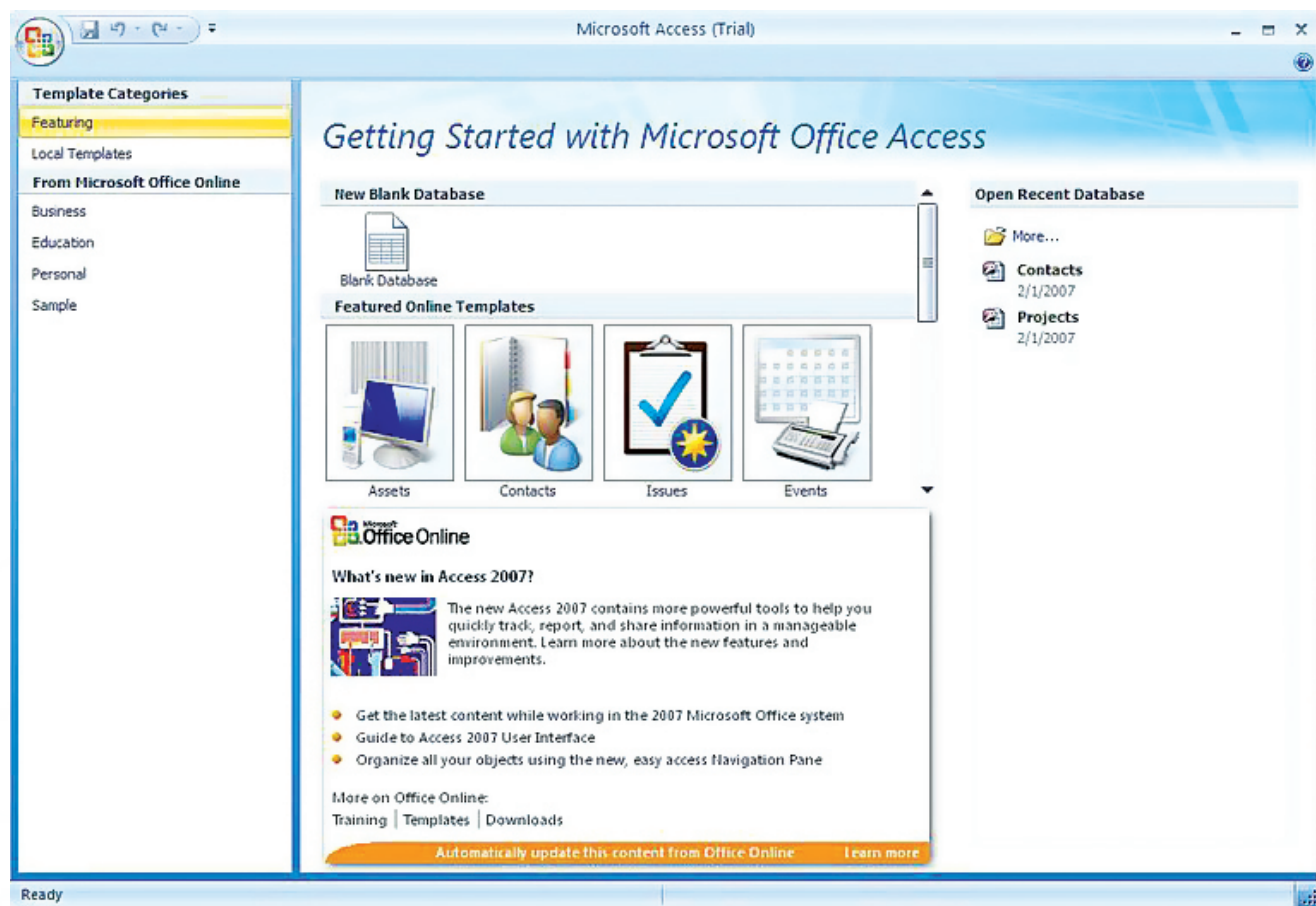 Microsoft Access (Trial)
Template Categories
Featuring
Local Templates
From Microsoft Office Online
Business
Education
Personal
Sample
Getting Started with Microsoft Office Access
New Blank Database
Blank Database
Featured Online Templates
Assets
Contacts
Issues
Events
Microsoft
Office Online
What's new in Access 2007?
The new Access 2007 contains more powerful tools to help you
quickly track, report, and share information in a manageable
environment. Learn more about the new features and
improvements.
Get the latest content while working in the 2007 Microsoft Office system
Guide to Access 2007 User Interface
Organize all your objects using the new, easy access Navigation Pane
More on Office Online:
Training | Templates | Downloads
Automatically update this content from Office Online Learn more
Open Recent Database
More...
Contacts
2/1/2007
Projects
2/1/2007
Ready